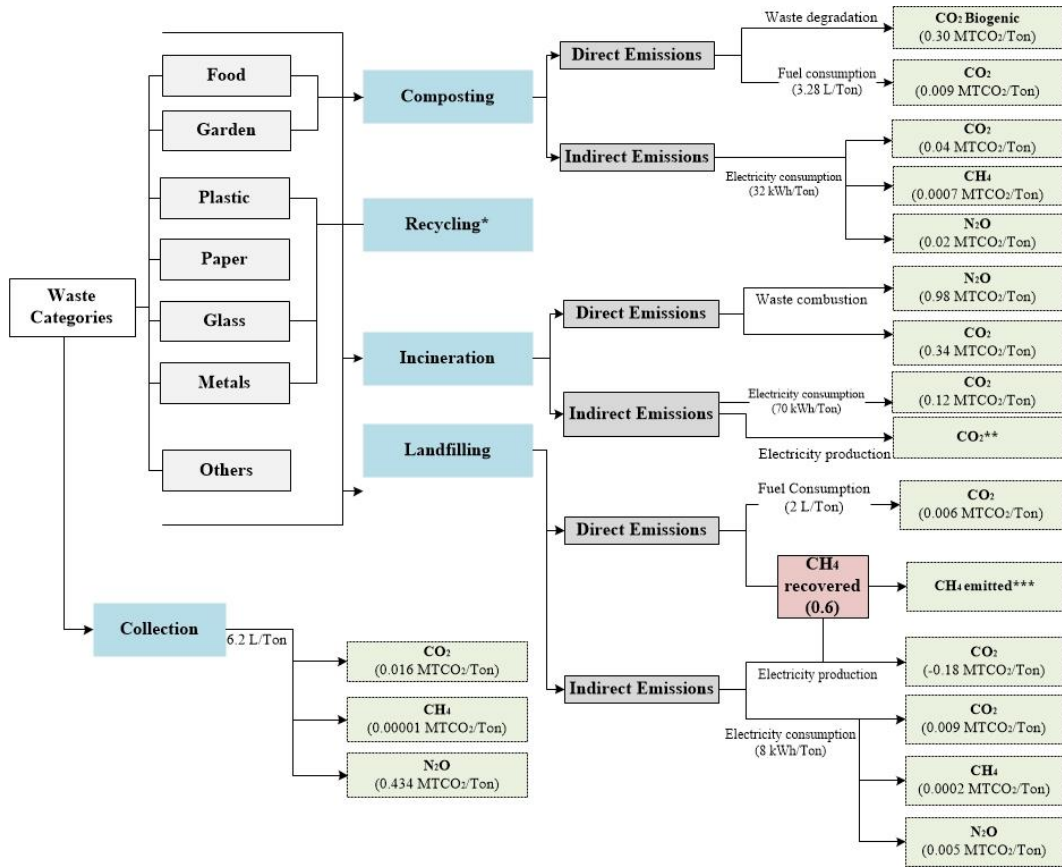 Waste
Categories
Food
Garden
Plastic
Paper
Glass
Metals
Others
Collection
6.2 L/Ton
CO₂
(0.016 MTCO₂/Ton)
CH₄
(0.00001 MTCO₂/Ton)
N₂O
(0.434 MTCO₂/Ton)
Composting
Direct Emissions
Waste degradation
CO₂ Biogenic
(0.30 MTCO₂/Ton)
Fuel consumption
(3.28 L/Ton)
CO₂
(0.009 MTCO₂/Ton)
Indirect Emissions
Electricity consumption
(32 kWh/Ton)
CO₂
(0.04 MTCO₂/Ton)
CH₄
(0.0007 MTCO₂/Ton)
N₂O
(0.02 MTCO₂/Ton)
Recycling*
Incineration
Direct Emissions
Waste combustion
N₂O
(0.98 MTCO₂/Ton)
CO₂
(0.34 MTCO₂/Ton)
Indirect Emissions
Electricity consumption
(70 kWh/Ton)
CO₂
(0.12 MTCO₂/Ton)
Electricity production
CO₂**
Landfilling
Direct Emissions
Fuel Consumption
(2 L/Ton)
CO₂
(0.006 MTCO₂/Ton)
CH₄
recovered
(0.6)
CH₄ emitted***
Indirect Emissions
Electricity production
CO₂
(-0.18 MTCO₂/Ton)
Electricity consumption
(8 kWh/Ton)
CO₂
(0.009 MTCO₂/Ton)
CH₄
(0.0002 MTCO₂/Ton)
N₂O
(0.005 MTCO₂/Ton)